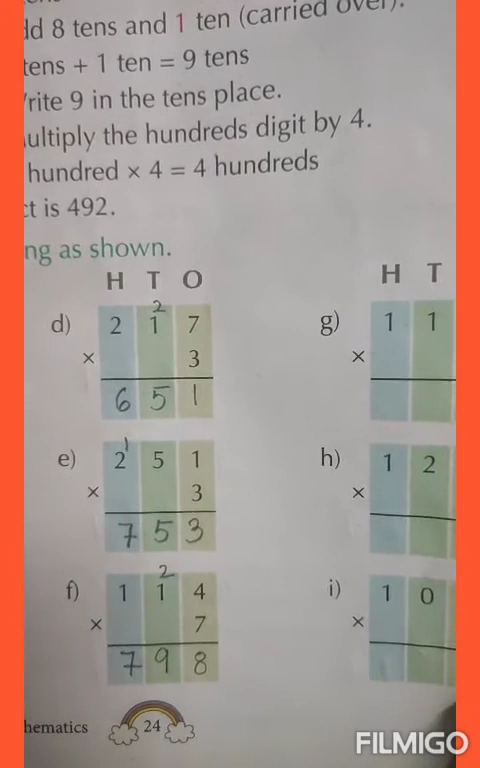 dd 8 tens and 1 ten (carried over).
tens + 1 ten = 9 tens
Write 9 in the tens place.
multiply the hundreds digit by 4.
hundred × 4 = 4 hundreds
ct is 492.
ng as shown.
H T O
H T
d) 2 1 7
2
× 3
6 5 1
g) 1 1
×
e) 2 5 1
1
× 3
7 5 3
h) 1 2
×
f) 1 1 4
2
× 7
7 9 8
i) 1 0
×
hematics 24
FILMIGO